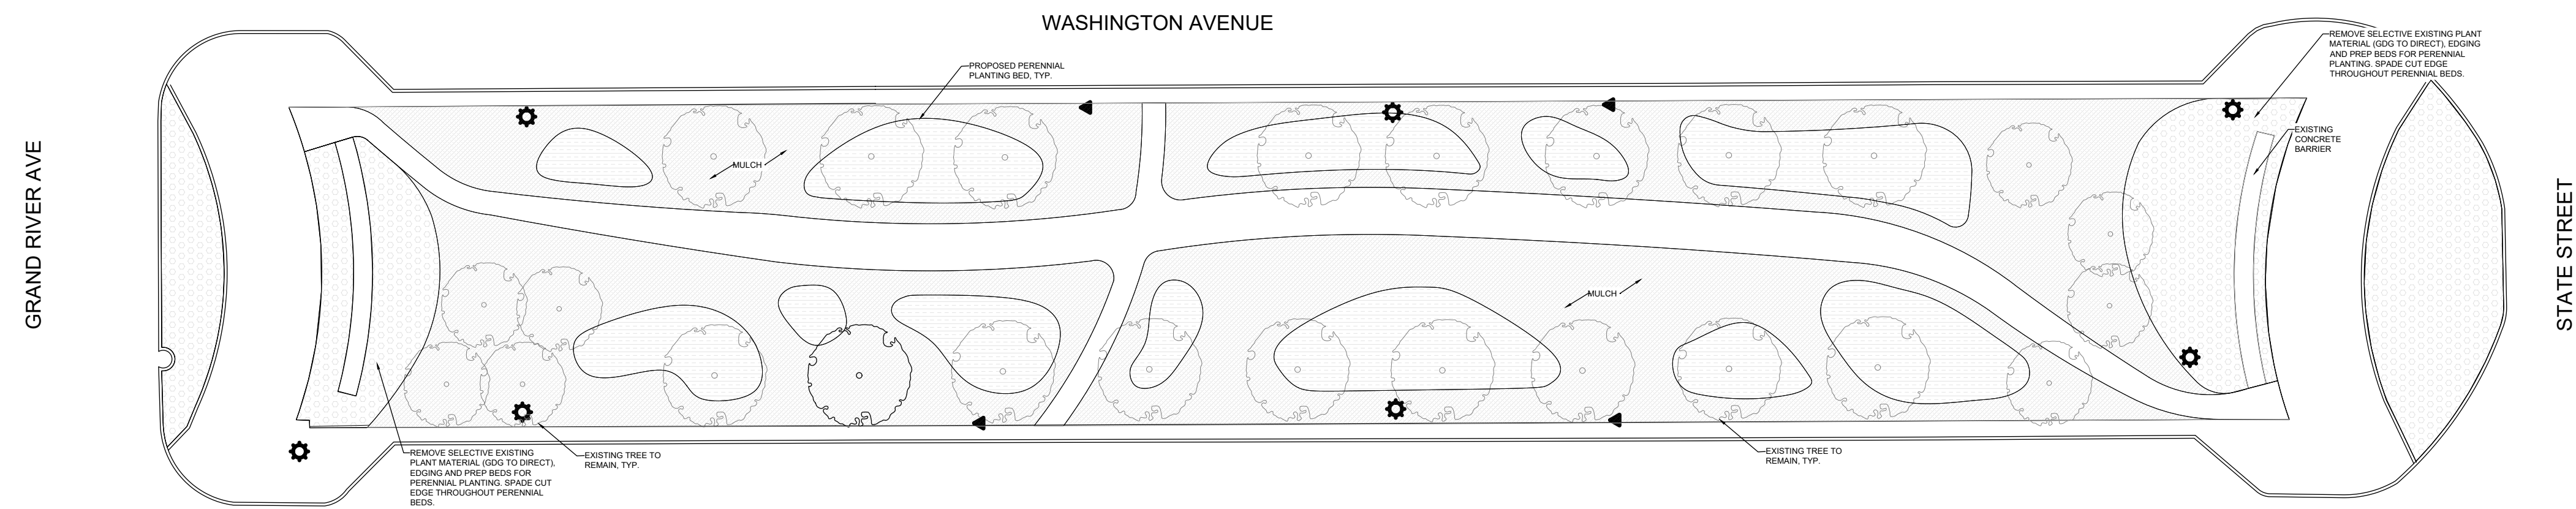 WASHINGTON AVENUE
REMOVE SELECTIVE EXISTING PLANT
MATERIAL (GDG TO DIRECT), EDGING
AND PREP BEDS FOR PERENNIAL
PLANTING. SPADE CUT EDGE
THROUGHOUT PERENNIAL BEDS.
PROPOSED PERENNIAL
PLANTING BED, TYP.
EXISTING
CONCRETE
BARRIER
MULCH
GRAND RIVER AVE
STATE STREET
MULCH
REMOVE SELECTIVE EXISTING
PLANT MATERIAL (GDG TO DIRECT),
EDGING AND PREP BEDS FOR
PERENNIAL PLANTING. SPADE CUT
EDGE THROUGHOUT PERENNIAL
BEDS.
EXISTING TREE TO
REMAIN, TYP.
EXISTING TREE TO
REMAIN, TYP.